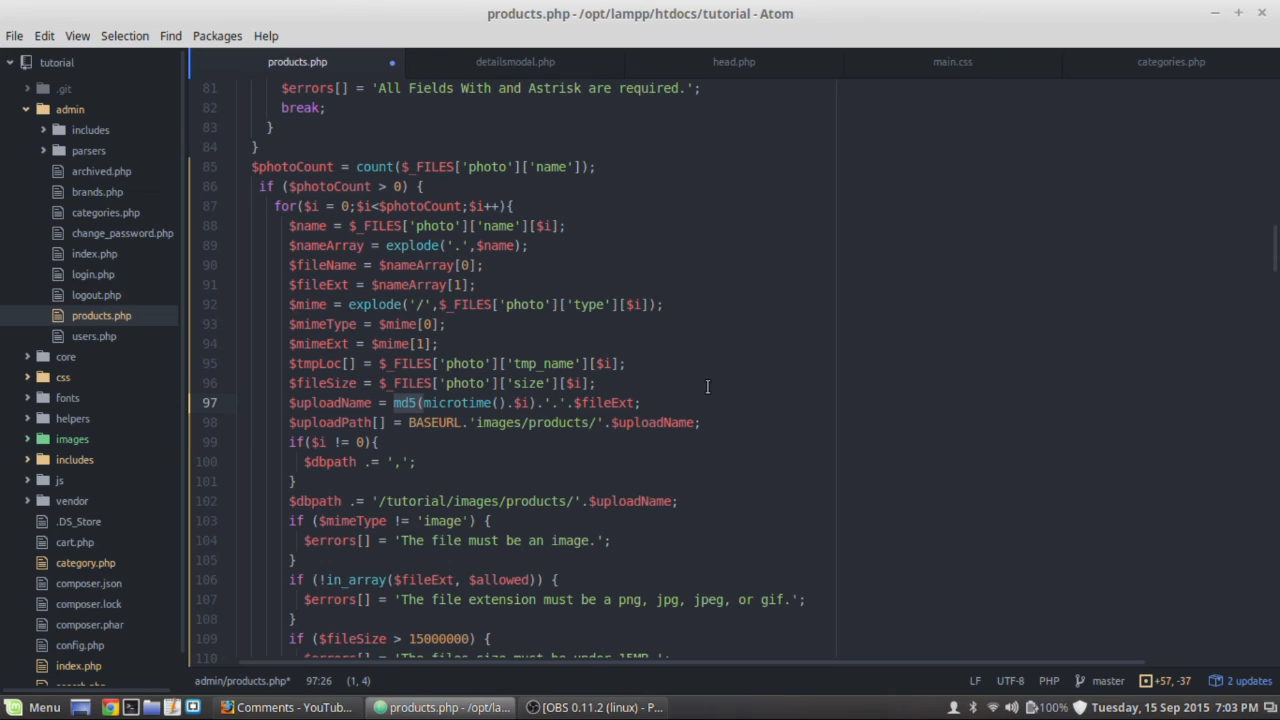 products.php - /opt/lampp/htdocs/tutorial - Atom
File Edit View Selection Find Packages Help
tutorial
.git
admin
includes
parsers
archived.php
brands.php
categories.php
change_password.php
index.php
login.php
logout.php
products.php
users.php
core
css
fonts
helpers
images
includes
js
vendor
.DS_Store
cart.php
category.php
composer.json
composer.lock
composer.phar
config.php
index.php
products.php detailsmodal.php head.php main.css categories.php
81 $errors[] = 'All Fields With and Astrisk are required.';
82 break;
83 }
84 }
85 $photoCount = count($_FILES['photo']['name']);
86 if ($photoCount > 0) {
87 for($i = 0;$i<$photoCount;$i++){
88 $name = $_FILES['photo']['name'][$i];
89 $nameArray = explode('.',$name);
90 $fileName = $nameArray[0];
91 $fileExt = $nameArray[1];
92 $mime = explode('/',$_FILES['photo']['type'][$i]);
93 $mimeType = $mime[0];
94 $mimeExt = $mime[1];
95 $tmpLoc[] = $_FILES['photo']['tmp_name'][$i];
96 $fileSize = $_FILES['photo']['size'][$i];
97 $uploadName = md5(microtime().$i).'.'.$fileExt;
98 $uploadPath[] = BASEURL.'images/products/'.$uploadName;
99 if($i != 0){
100 $dbpath .= ',';
101 }
102 $dbpath .= '/tutorial/images/products/'.$uploadName;
103 if ($mimeType != 'image') {
104 $errors[] = 'The file must be an image.';
105 }
106 if (!in_array($fileExt, $allowed)) {
107 $errors[] = 'The file extension must be a png, jpg, jpeg, or gif.';
108 }
109 if ($fileSize > 15000000) {
110 $errors[] = 'The files size must be under 15MB.';
admin/products.php* 97:26 (1, 4) LF UTF-8 PHP master +57, -37 2 updates
Menu Comments - YouTub... products.php - /opt/la... [OBS 0.11.2 (linux) - P... 100% Tuesday, 15 Sep 2015 7:03 PM